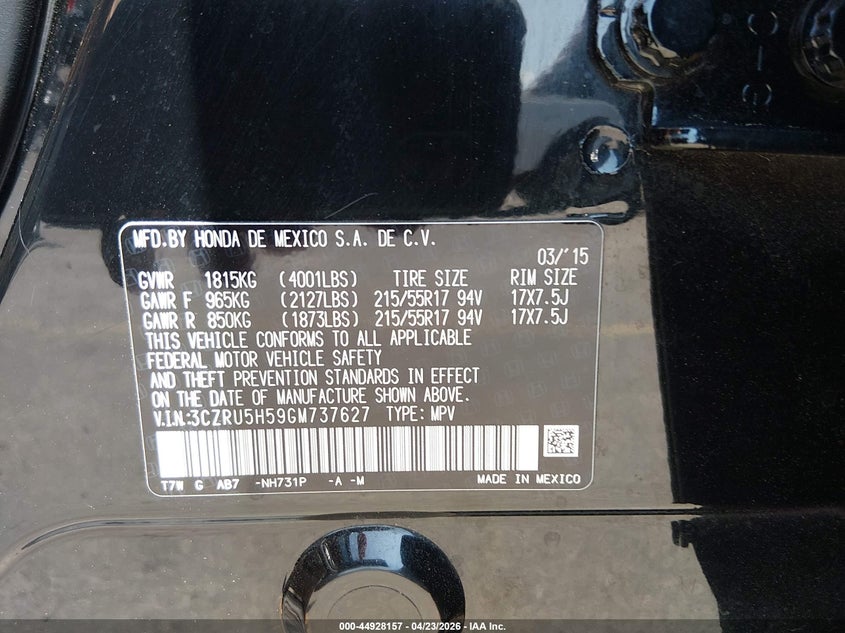 MFD.BY HONDA DE MEXICO S.A. DE C.V.
03/'15
GVWR 1815KG (4001LBS) TIRE SIZE RIM SIZE
GAWR F 965KG (2127LBS) 215/55R17 94V 17X7.5J
GAWR R 850KG (1873LBS) 215/55R17 94V 17X7.5J
THIS VEHICLE CONFORMS TO ALL APPLICABLE
FEDERAL MOTOR VEHICLE SAFETY
AND THEFT PREVENTION STANDARDS IN EFFECT
ON THE DATE OF MANUFACTURE SHOWN ABOVE.
V.I.N:3CZRU5H59GM737627 TYPE: MPV
T7W G AB7 -NH731P -A -M MADE IN MEXICO
000-44928157 - 04/23/2026 - IAA Inc.